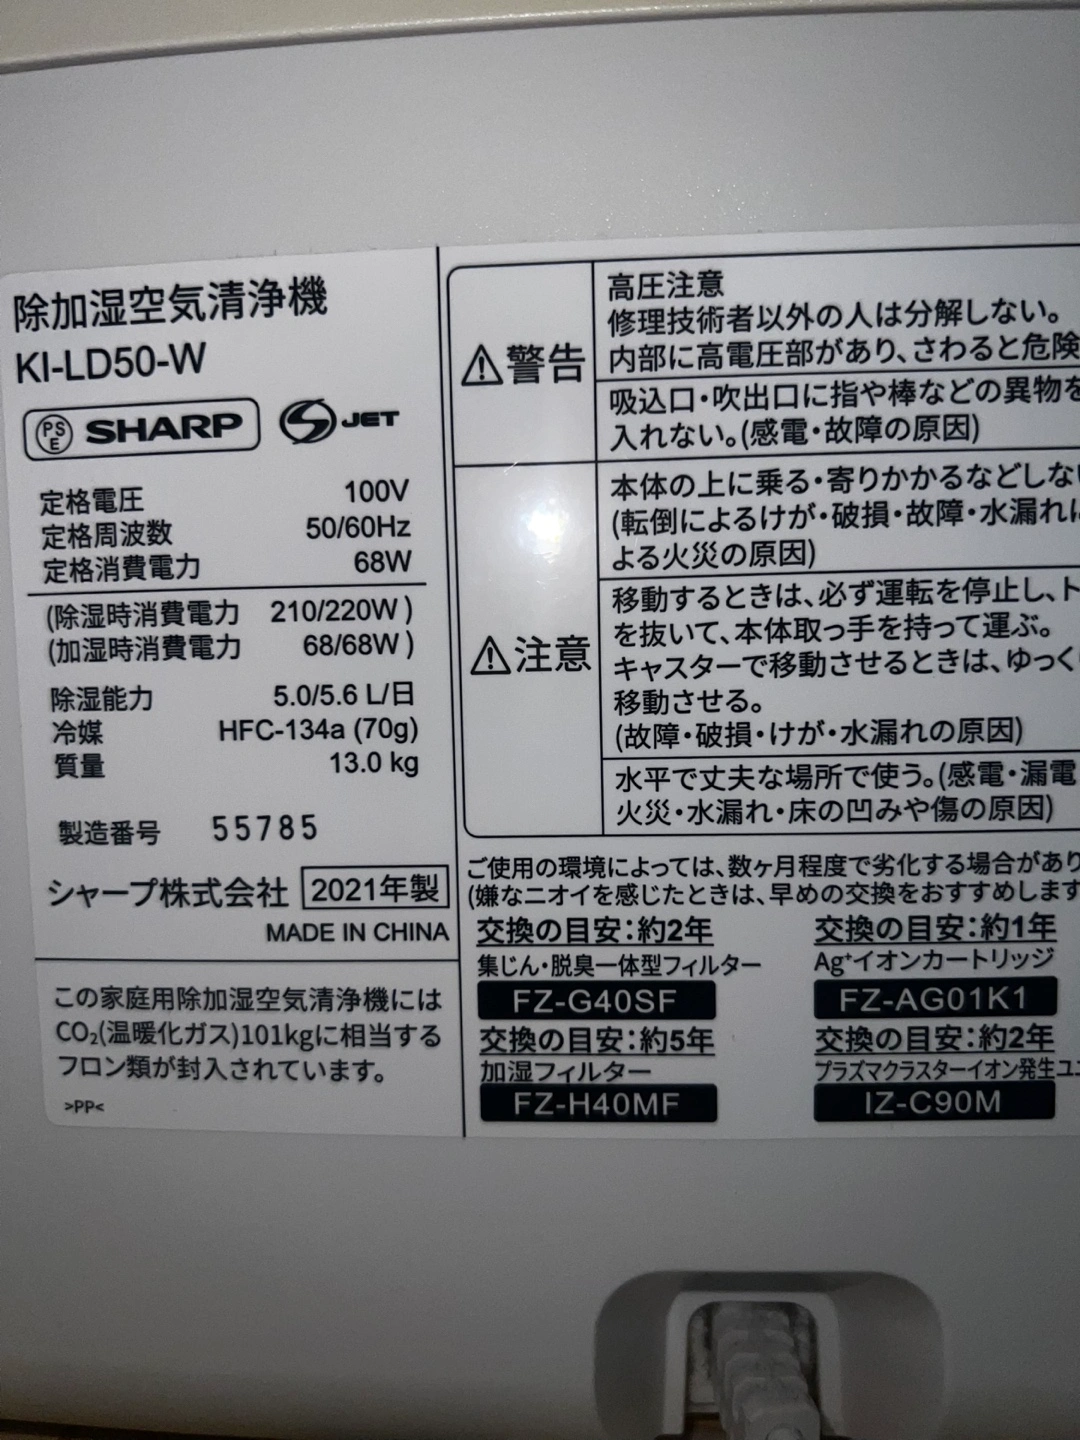 除加湿空気清浄機
KI-LD50-W
PS E SHARP S JET
定格電圧 100V
定格周波数 50/60Hz
定格消費電力 68W
(除湿時消費電力 210/220W)
(加湿時消費電力 68/68W)
除湿能力 5.0/5.6 L/日
冷媒 HFC-134a (70g)
質量 13.0 kg
製造番号 55785
シャープ株式会社 2021年製
MADE IN CHINA
この家庭用除加湿空気清浄機には
CO₂(温暖化ガス)101kgに相当する
フロン類が封入されています。
>PP<
警告
高圧注意
修理技術者以外の人は分解しない。
内部に高電圧部があり、さわると危険
吸込口・吹出口に指や棒などの異物を
入れない。(感電・故障の原因)
注意
本体の上に乗る・寄りかかるなどしな
(転倒によるけが・破損・故障・水漏れ
よる火災の原因)
移動するときは、必ず運転を停止し、
を抜いて、本体取っ手を持って運ぶ。
キャスターで移動させるときは、ゆっく
移動させる。
(故障・破損・けが・水漏れの原因)
水平で丈夫な場所で使う。(感電・漏電
火災・水漏れ・床の凹みや傷の原因)
ご使用の環境によっては、数ヶ月程度で劣化する場合があり
(嫌なニオイを感じたときは、早めの交換をおすすめします
交換の目安：約2年
集じん・脱臭一体型フィルター
FZ-G40SF
交換の目安：約5年
加湿フィルター
FZ-H40MF
交換の目安：約1年
Ag⁺イオンカートリッジ
FZ-AG01K1
交換の目安：約2年
プラズマクラスターイオン発生ユ
IZ-C90M